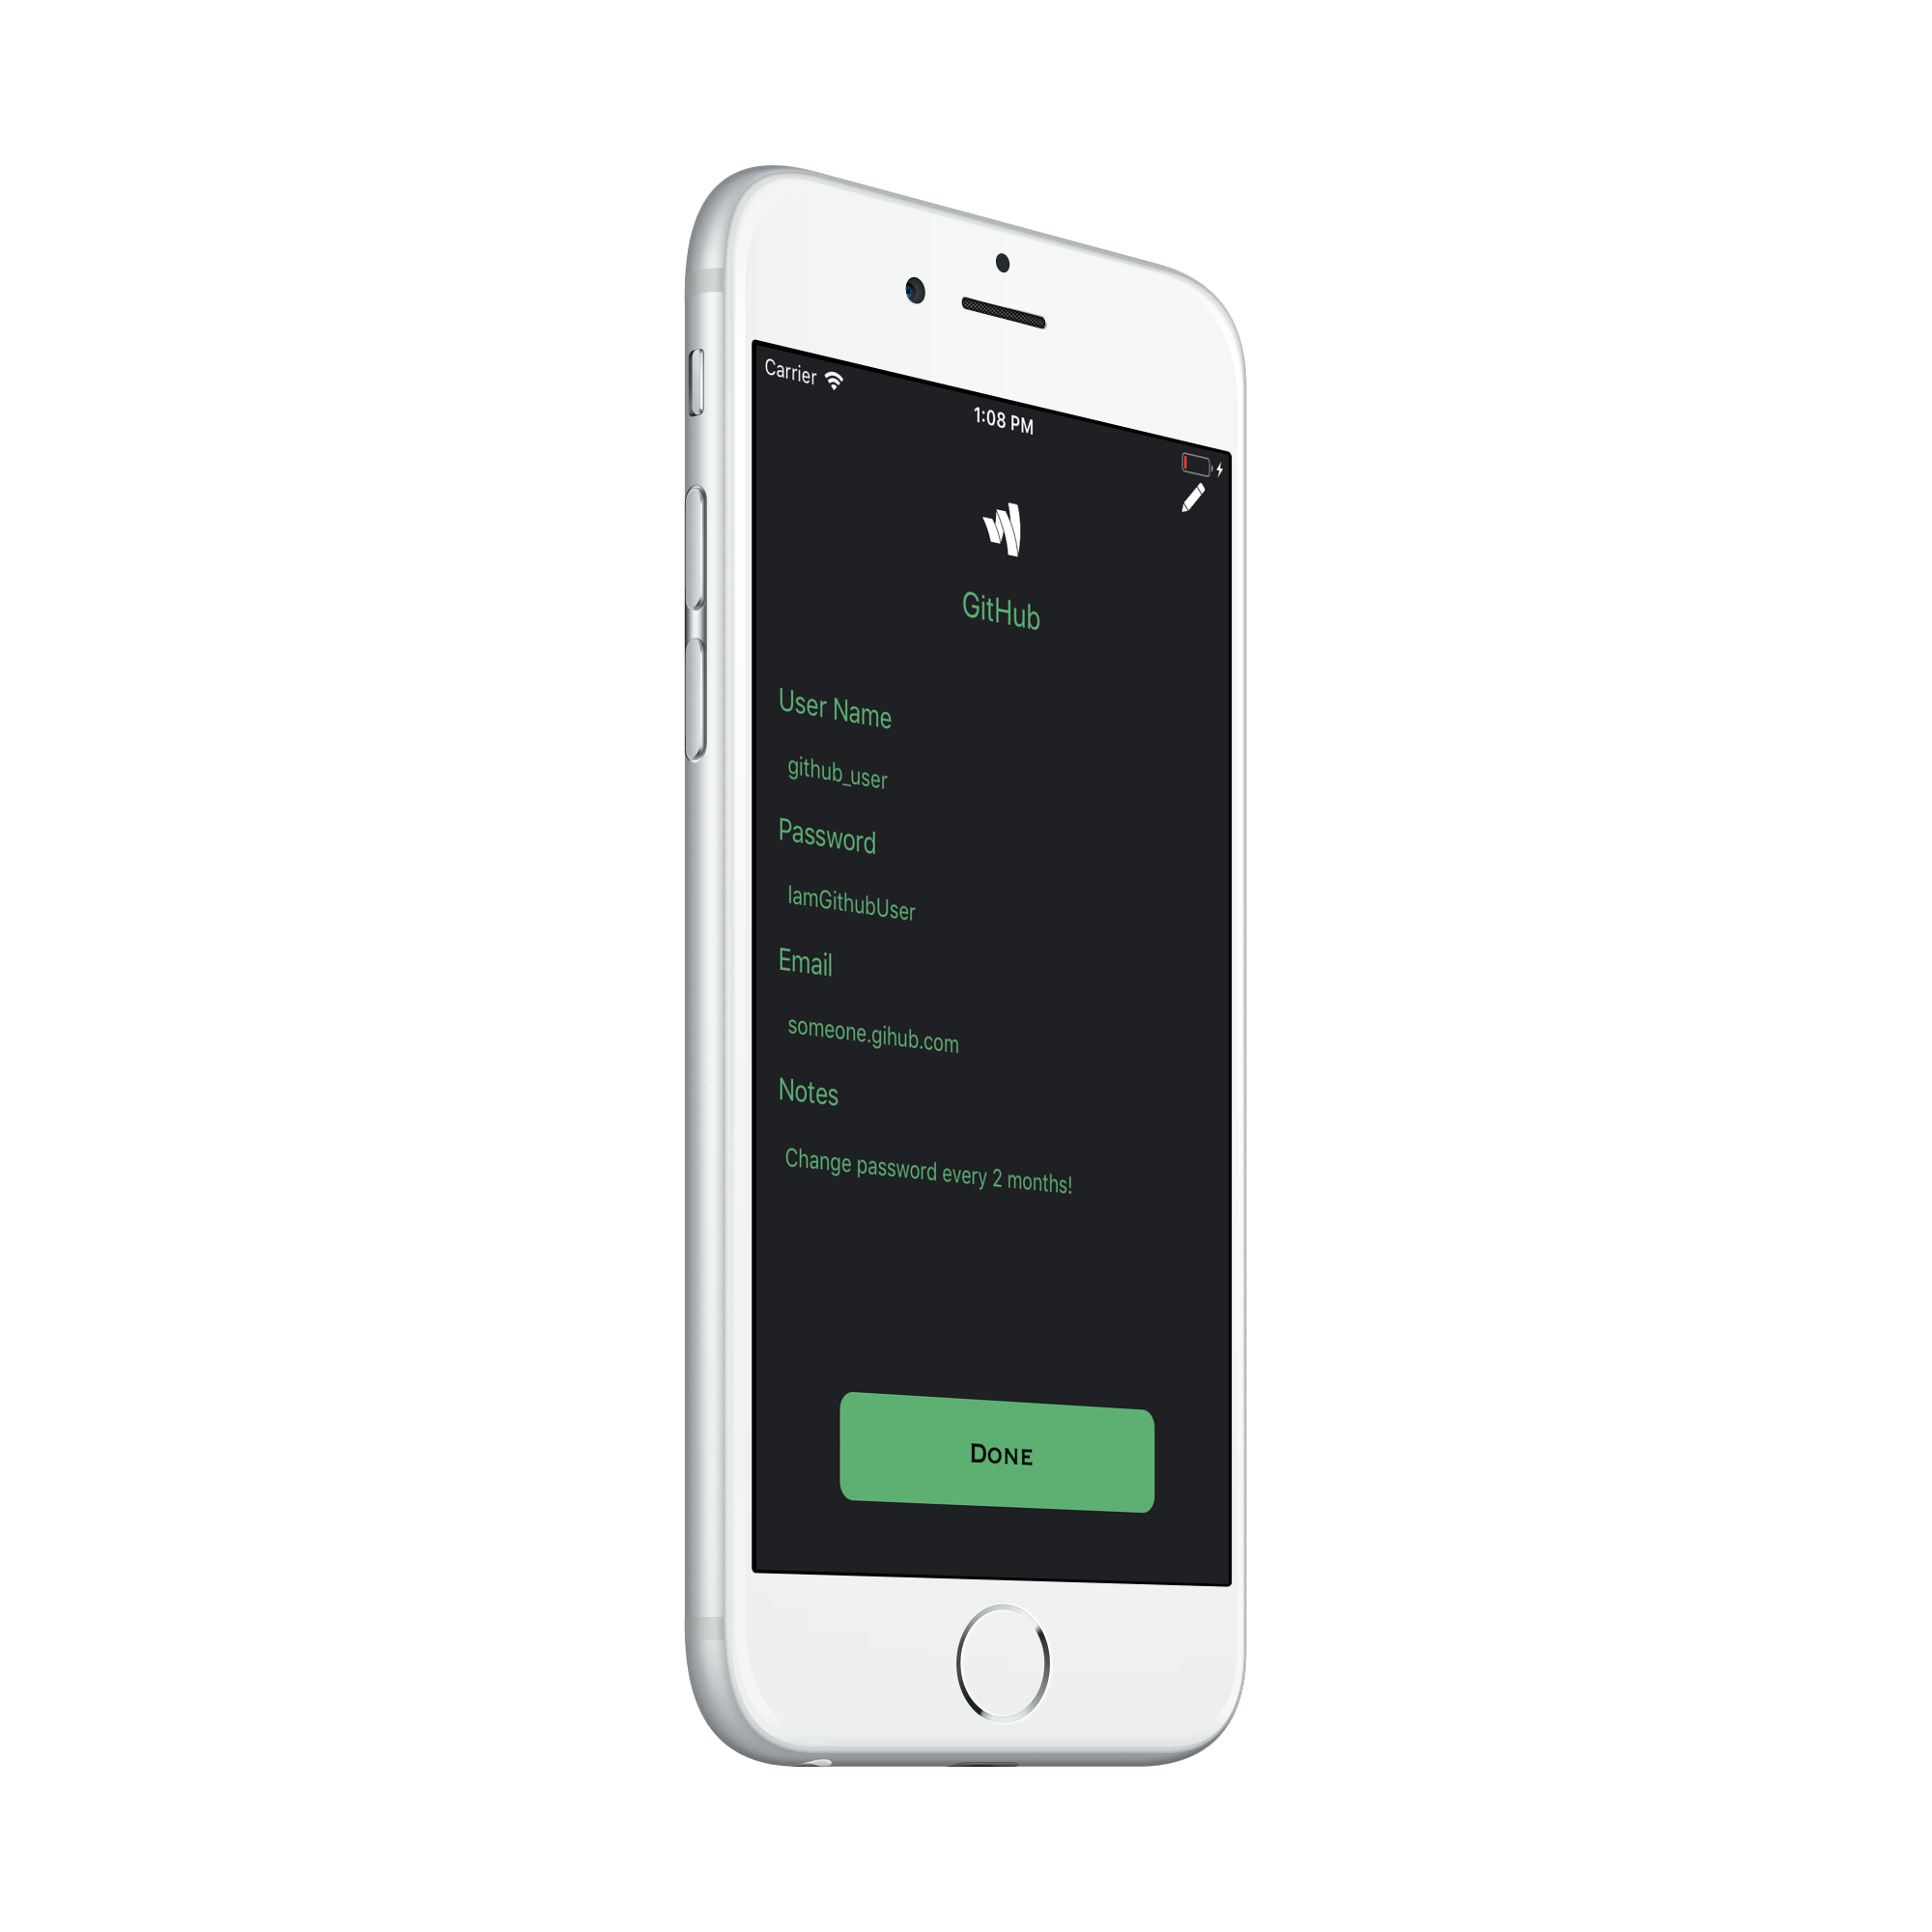 Carrier
1:08 PM
GitHub
User Name
github_user
Password
IamGithubUser
Email
someone.gihub.com
Notes
Change password every 2 months!
Done